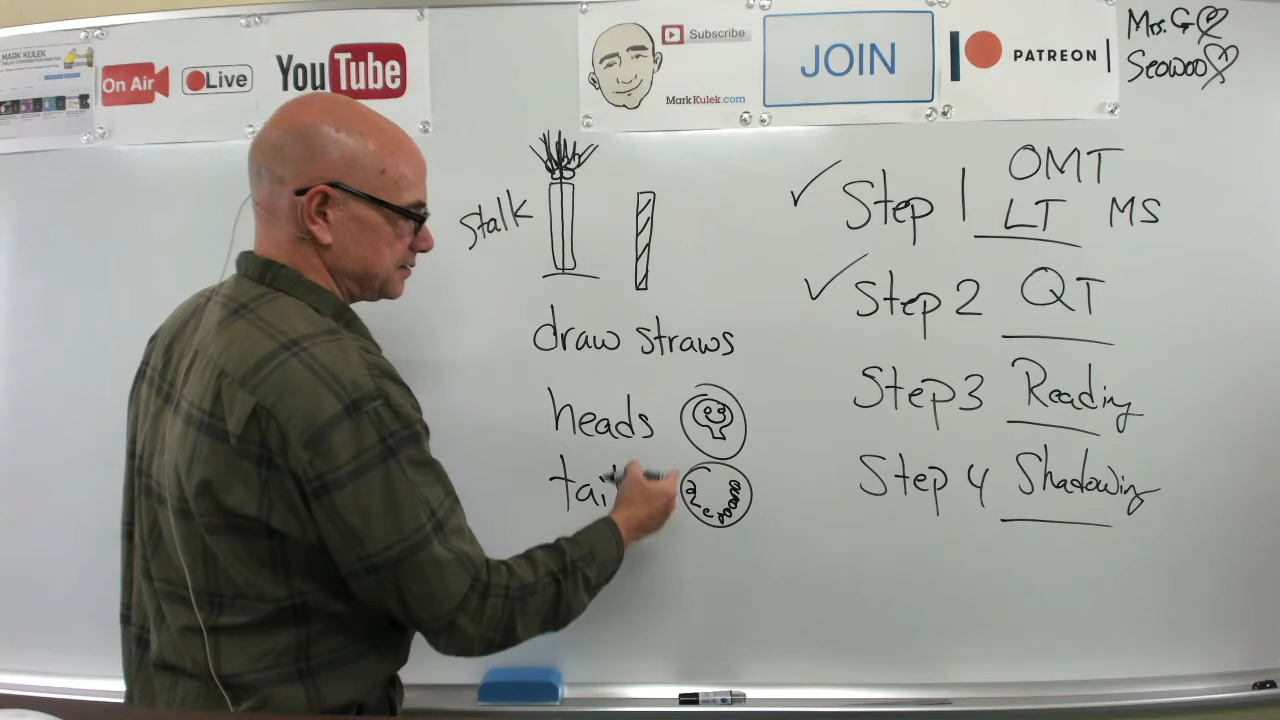 MARK KULEK
On Air
Live
YouTube
Subscribe
MarkKulek.com
JOIN
PATREON
Mrs. G
Seowoo
stalk
draw straws
heads
tai
Step 1 OMT
LT MS
Step 2 QT
Step 3 Reading
Step 4 Shadowing